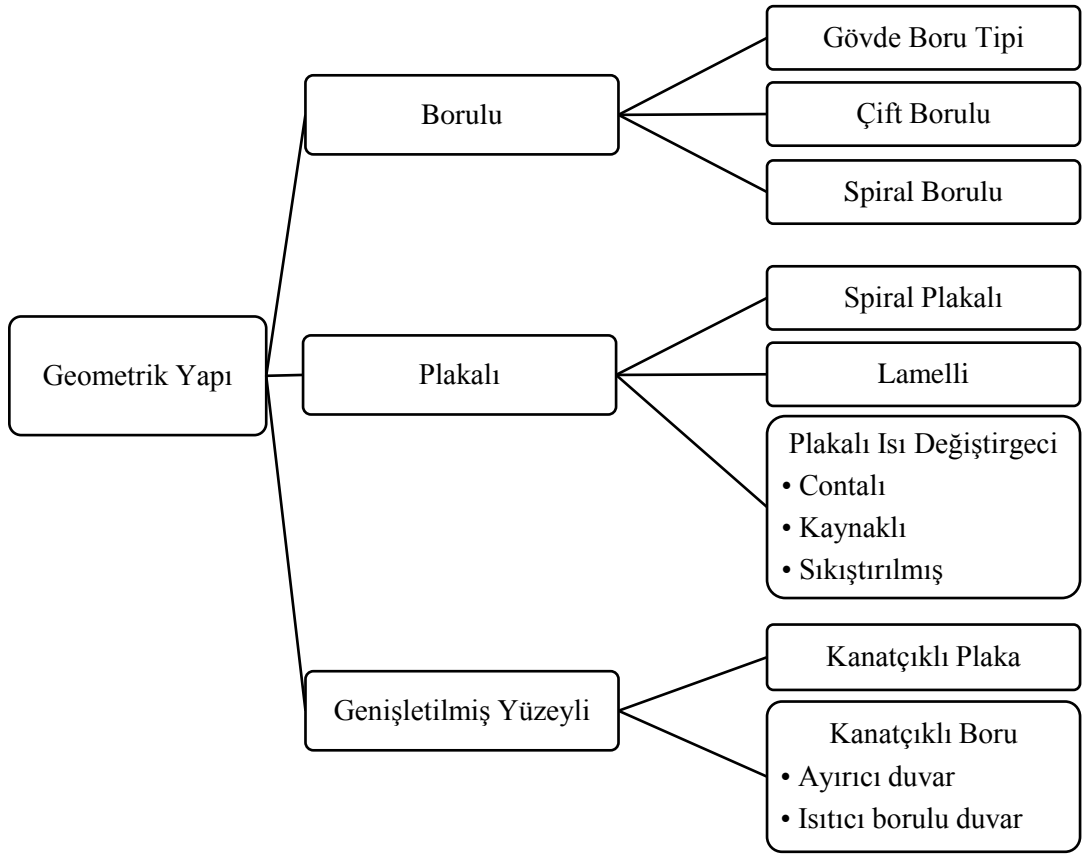 Geometrik Yapı
Borulu
Gövde Boru Tipi
Çift Borulu
Spiral Borulu
Plakalı
Spiral Plakalı
Lamelli
Plakalı Isı Değiştirgeci
• Contalı
• Kaynaklı
• Sıkıştırılmış
Genişletilmiş Yüzeyli
Kanatçıklı Plaka
Kanatçıklı Boru
• Ayırıcı duvar
• Isıtıcı borulu duvar